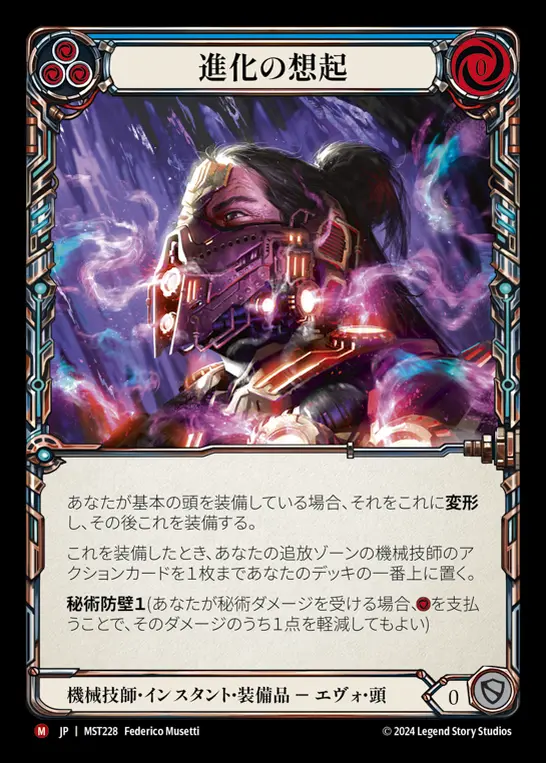 進化の想起
0
あなたが基本の頭を装備している場合、それをこれに変形
し、その後これを装備する。
これを装備したとき、あなたの追放ゾーンの機械技師のア
クションカードを1枚まであなたのデッキの一番上に置く。
秘術防壁1(あなたが秘術ダメージを受ける場合、を支払
うことで、そのダメージのうち1点を軽減してもよい)
機械技師・インスタント・装備品 － エヴォ・頭
0
M JP | MST228 Federico Musetti
© 2024 Legend Story Studios